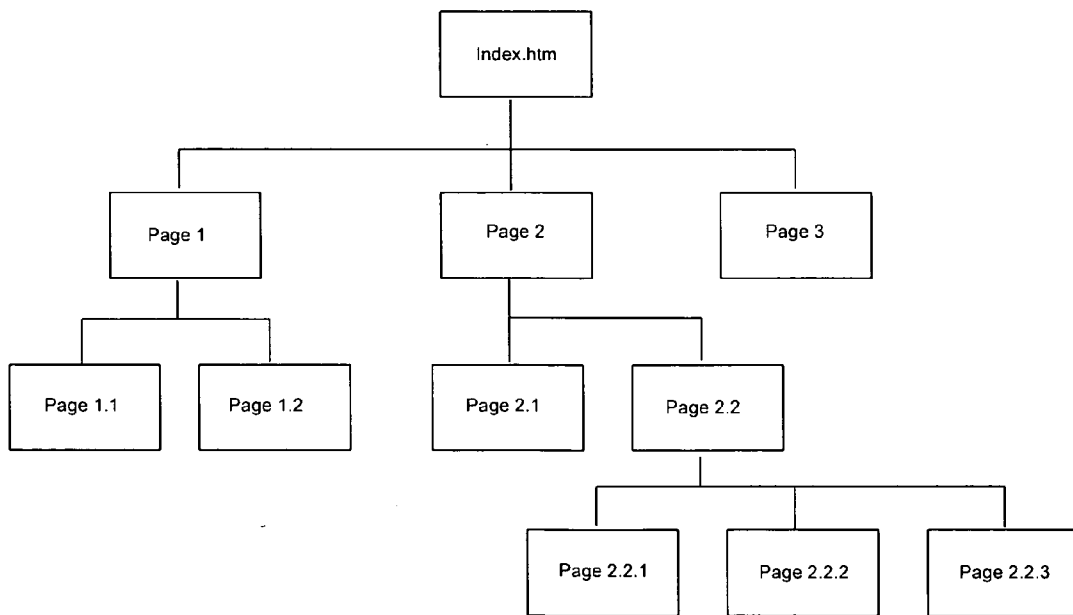 Index.htm
Page 1
Page 2
Page 3
Page 1.1
Page 1.2
Page 2.1
Page 2.2
Page 2.2.1
Page 2.2.2
Page 2.2.3